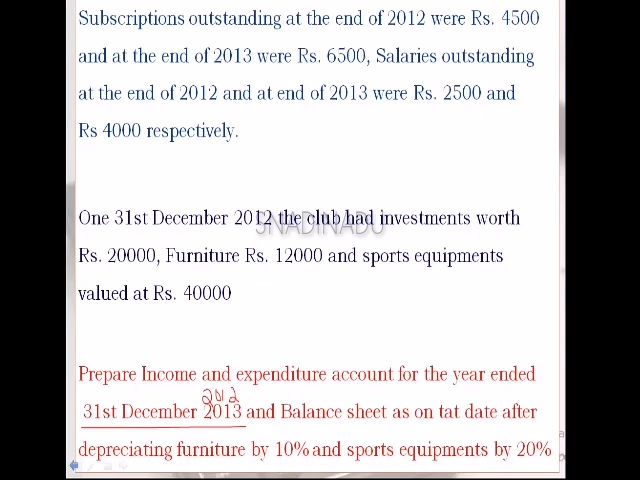 Subscriptions outstanding at the end of 2012 were Rs. 4500
and at the end of 2013 were Rs. 6500, Salaries outstanding
at the end of 2012 and at end of 2013 were Rs. 2500 and
Rs 4000 respectively.
One 31st December 2012 the club had investments worth
SNADINADU
Rs. 20000, Furniture Rs. 12000 and sports equipments
valued at Rs. 40000
Prepare Income and expenditure account for the year ended
2012
31st December 2013 and Balance sheet as on tat date after
depreciating furniture by 10% and sports equipments by 20%